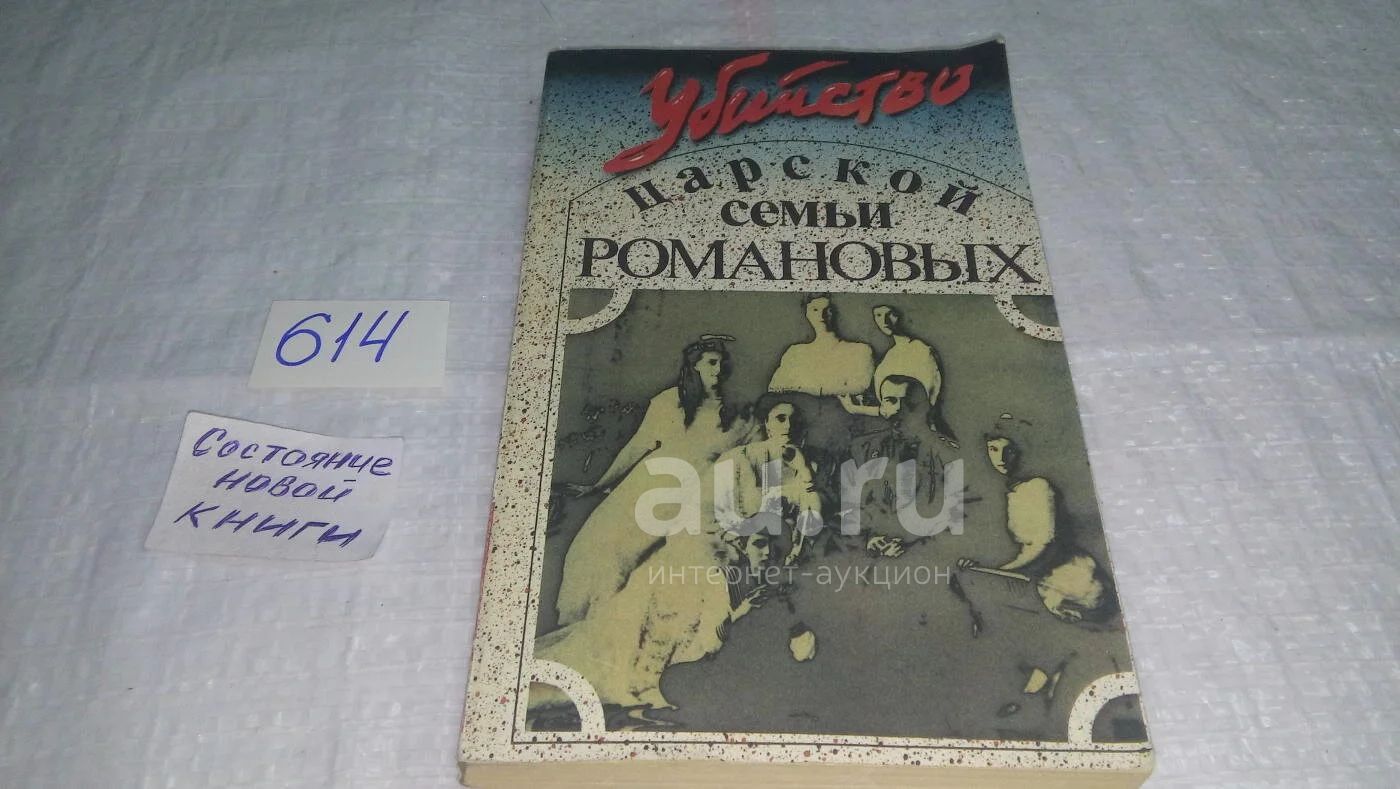 Убийство
царской
семьи
РОМАНОВЫХ
614
Состояние
новой
книги
au.ru
интернет-аукцион